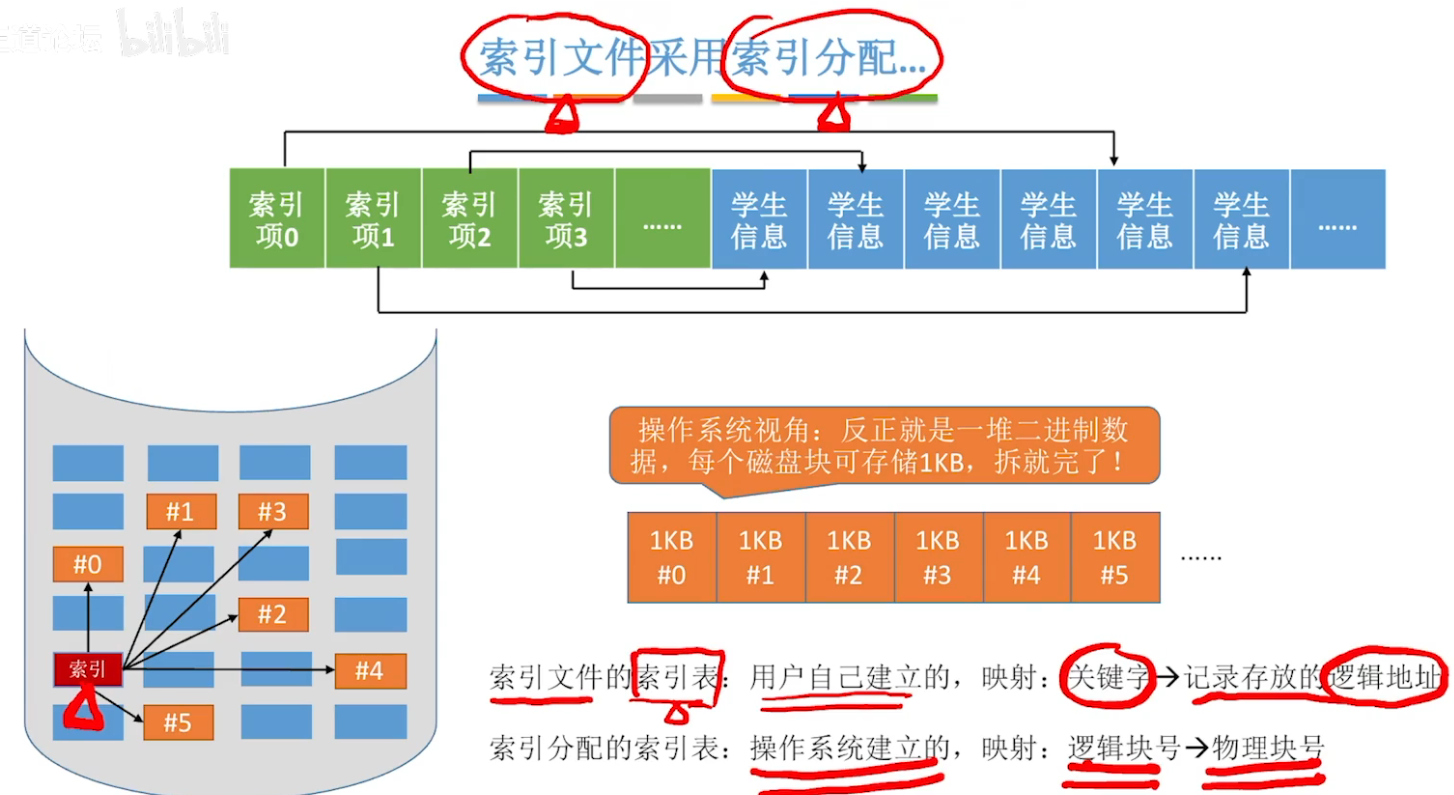 bilibili
索引文件采用索引分配...
索引
项0
索引
项1
索引
项2
索引
项3
......
学生
信息
学生
信息
学生
信息
学生
信息
学生
信息
学生
信息
......
操作系统视角：反正就是一堆二进制数
据，每个磁盘块可存储1KB，拆就完了！
#1
#3
#0
#2
索引
#4
#5
1KB
#0
1KB
#1
1KB
#2
1KB
#3
1KB
#4
1KB
#5
......
索引文件的索引表：用户自己建立的，映射：关键字→记录存放的逻辑地址
索引分配的索引表：操作系统建立的，映射：逻辑块号→物理块号